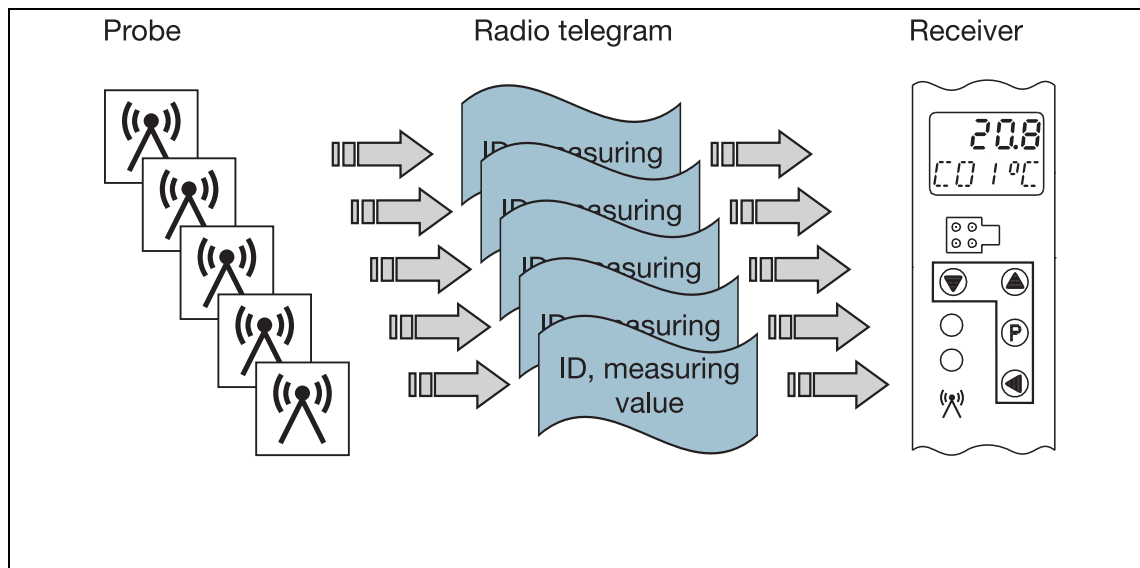 Probe
Radio telegram
Receiver
ID, measuring
ID, measuring
ID, measuring
ID, measuring
ID, measuring
value
20.8
C01°C
P